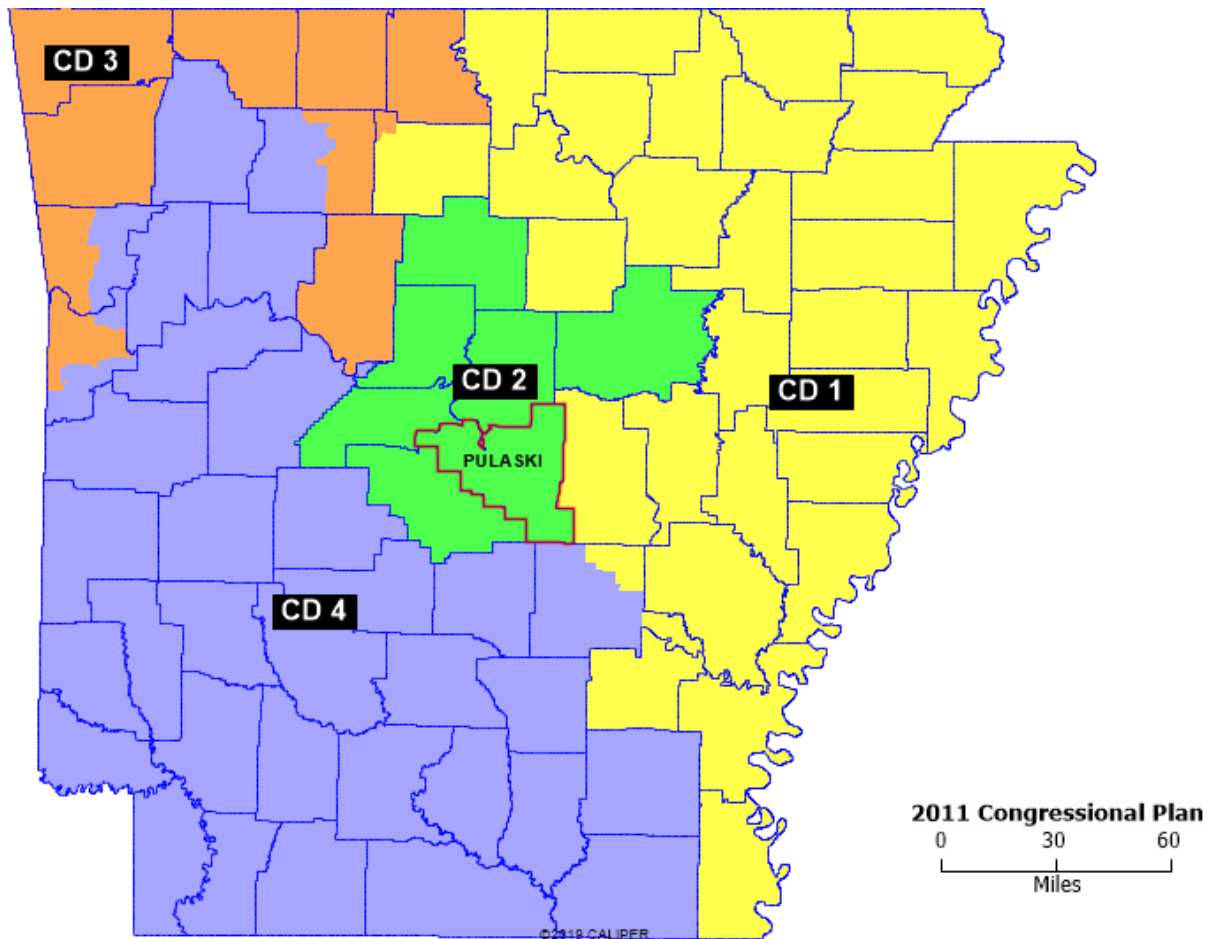 CD 3
CD 2
CD 1
PULASKI
CD 4
2011 Congressional Plan
0 30 60
Miles
©2019 CALIPER